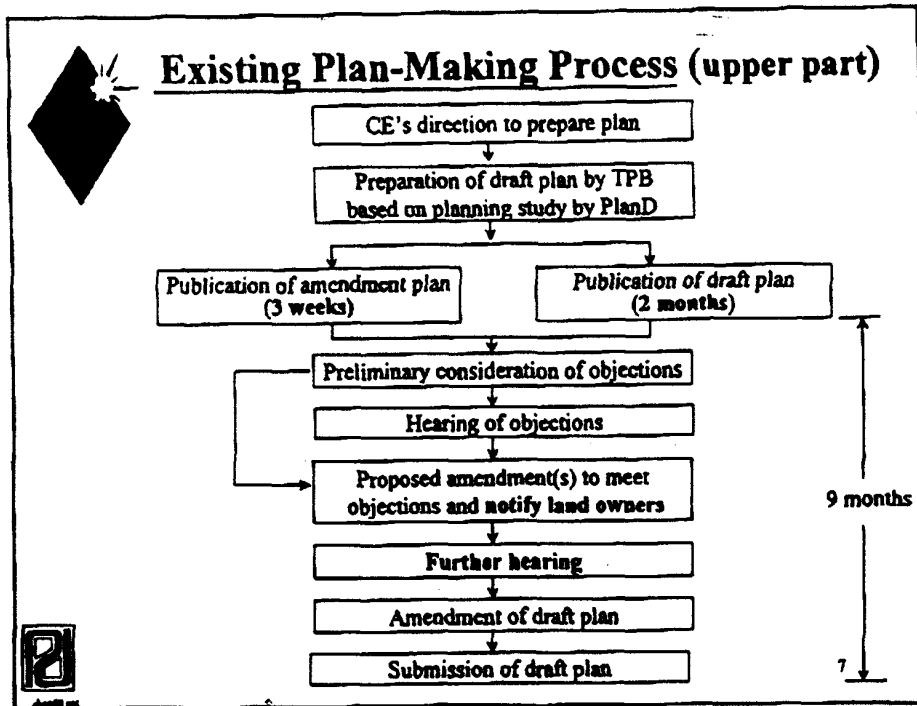 Existing Plan-Making Process (upper part)
CE's direction to prepare plan
Preparation of draft plan by TPB
based on planning study by PlanD
Publication of amendment plan
(3 weeks)
Publication of draft plan
(2 months)
Preliminary consideration of objections
Hearing of objections
Proposed amendment(s) to meet
objections and notify land owners
9 months
Further hearing
Amendment of draft plan
Submission of draft plan
7